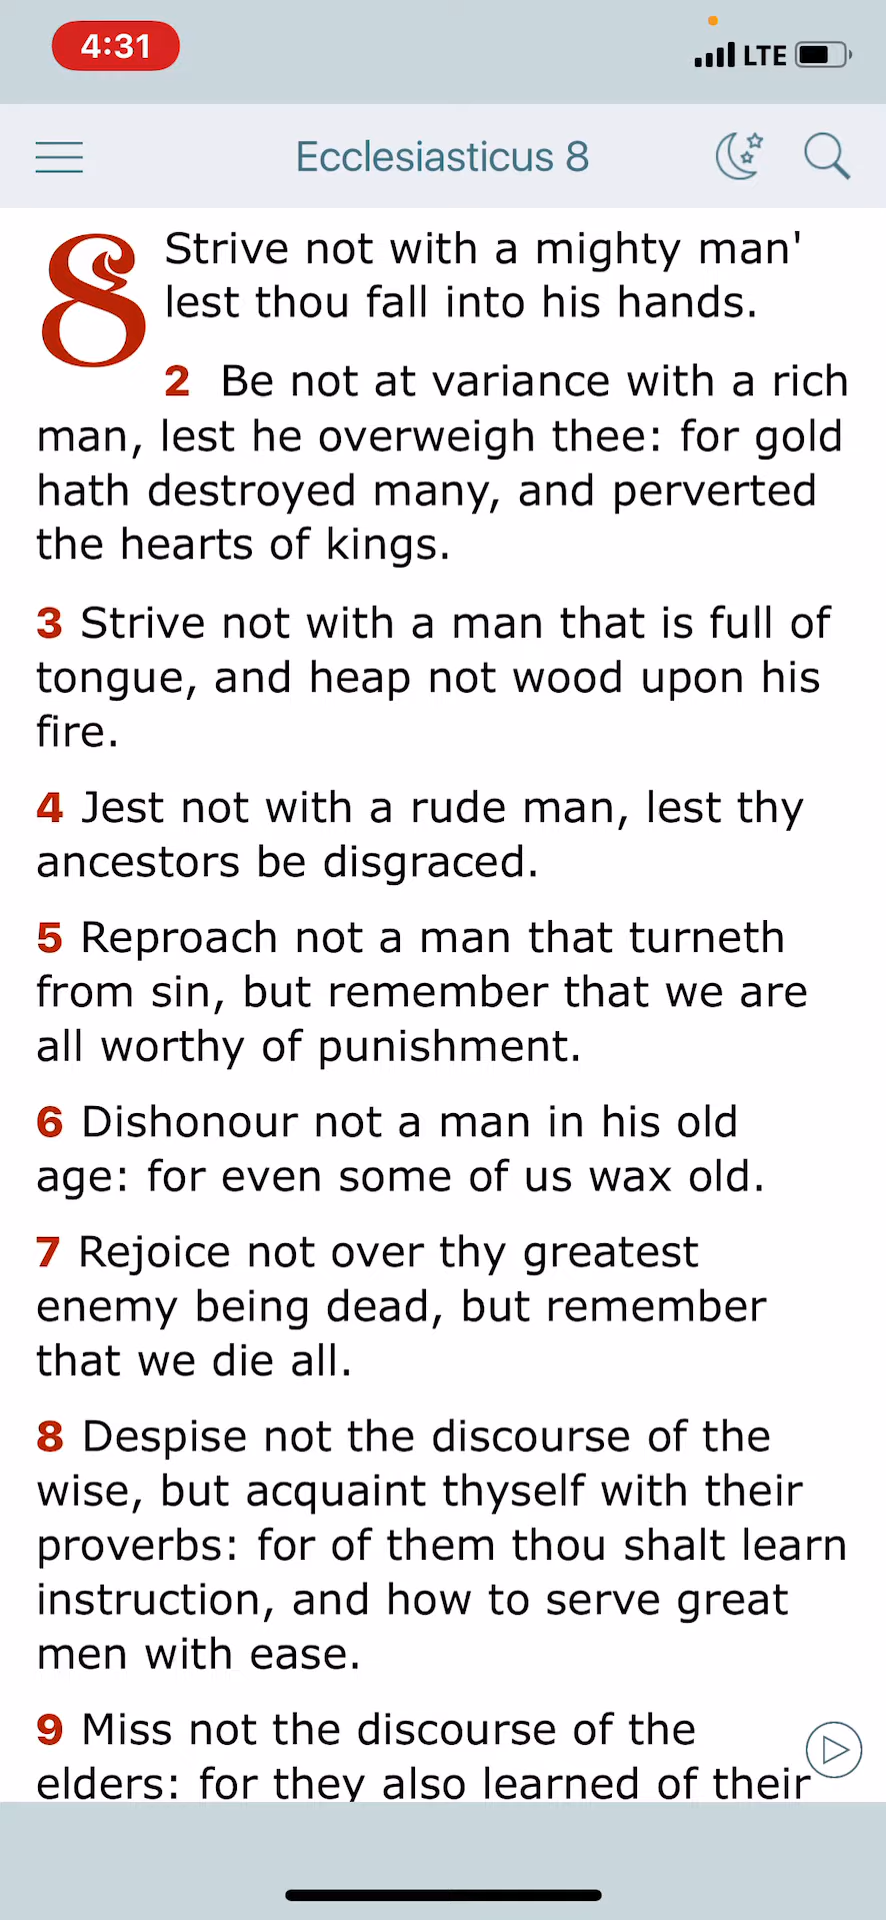 4:31
LTE
Ecclesiasticus 8
8 Strive not with a mighty man'
lest thou fall into his hands.
2 Be not at variance with a rich
man, lest he overweigh thee: for gold
hath destroyed many, and perverted
the hearts of kings.
3 Strive not with a man that is full of
tongue, and heap not wood upon his
fire.
4 Jest not with a rude man, lest thy
ancestors be disgraced.
5 Reproach not a man that turneth
from sin, but remember that we are
all worthy of punishment.
6 Dishonour not a man in his old
age: for even some of us wax old.
7 Rejoice not over thy greatest
enemy being dead, but remember
that we die all.
8 Despise not the discourse of the
wise, but acquaint thyself with their
proverbs: for of them thou shalt learn
instruction, and how to serve great
men with ease.
9 Miss not the discourse of the
elders: for they also learned of their